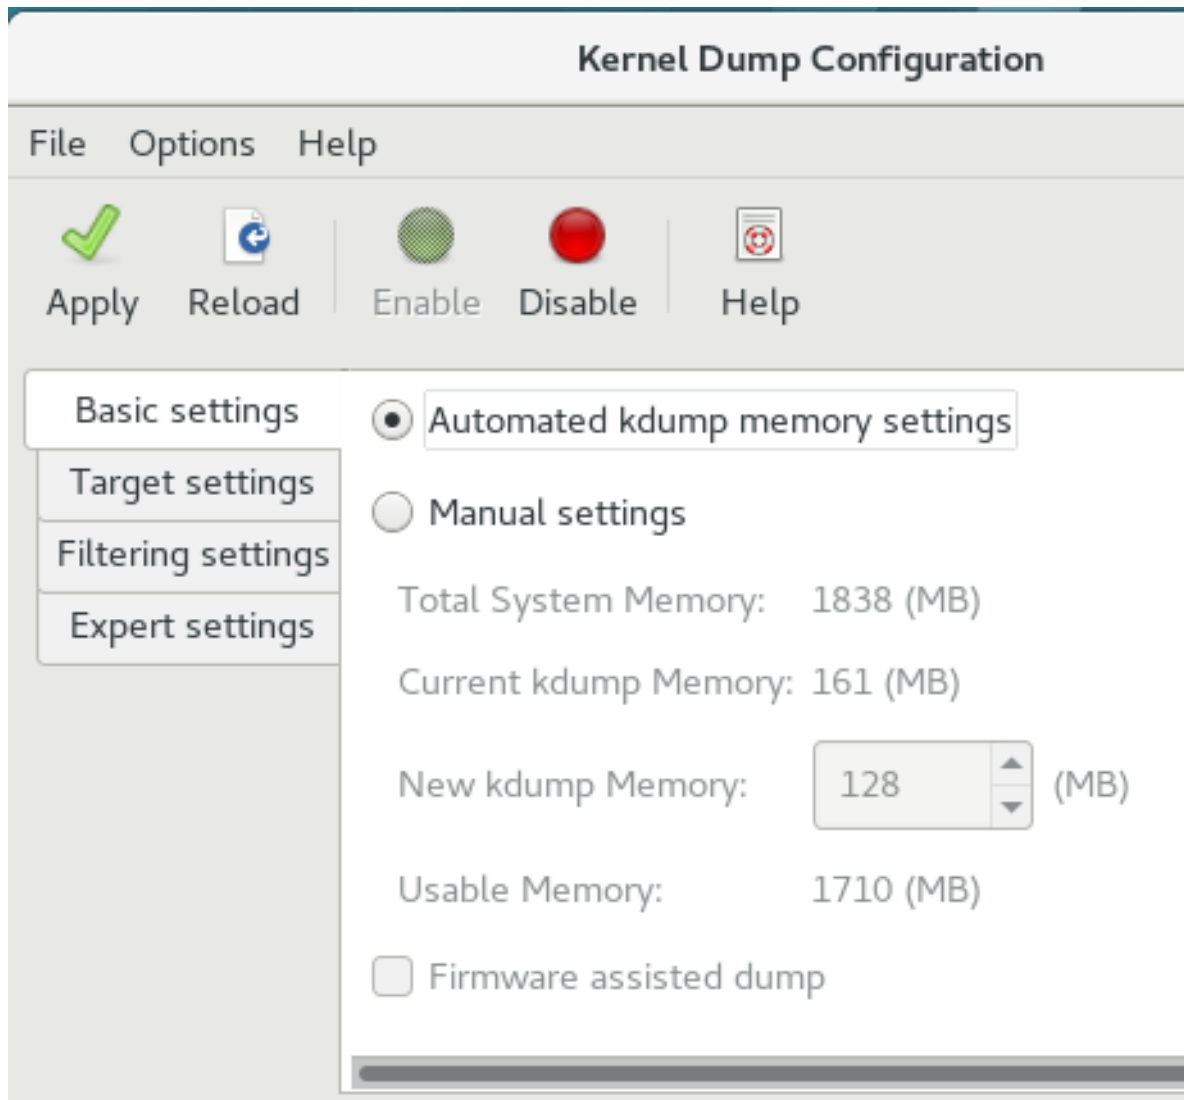 Kernel Dump Configuration
File Options Help
Apply Reload Enable Disable Help
Basic settings
Target settings
Filtering settings
Expert settings
Automated kdump memory settings
Manual settings
Total System Memory: 1838 (MB)
Current kdump Memory: 161 (MB)
New kdump Memory: 128 (MB)
Usable Memory: 1710 (MB)
Firmware assisted dump